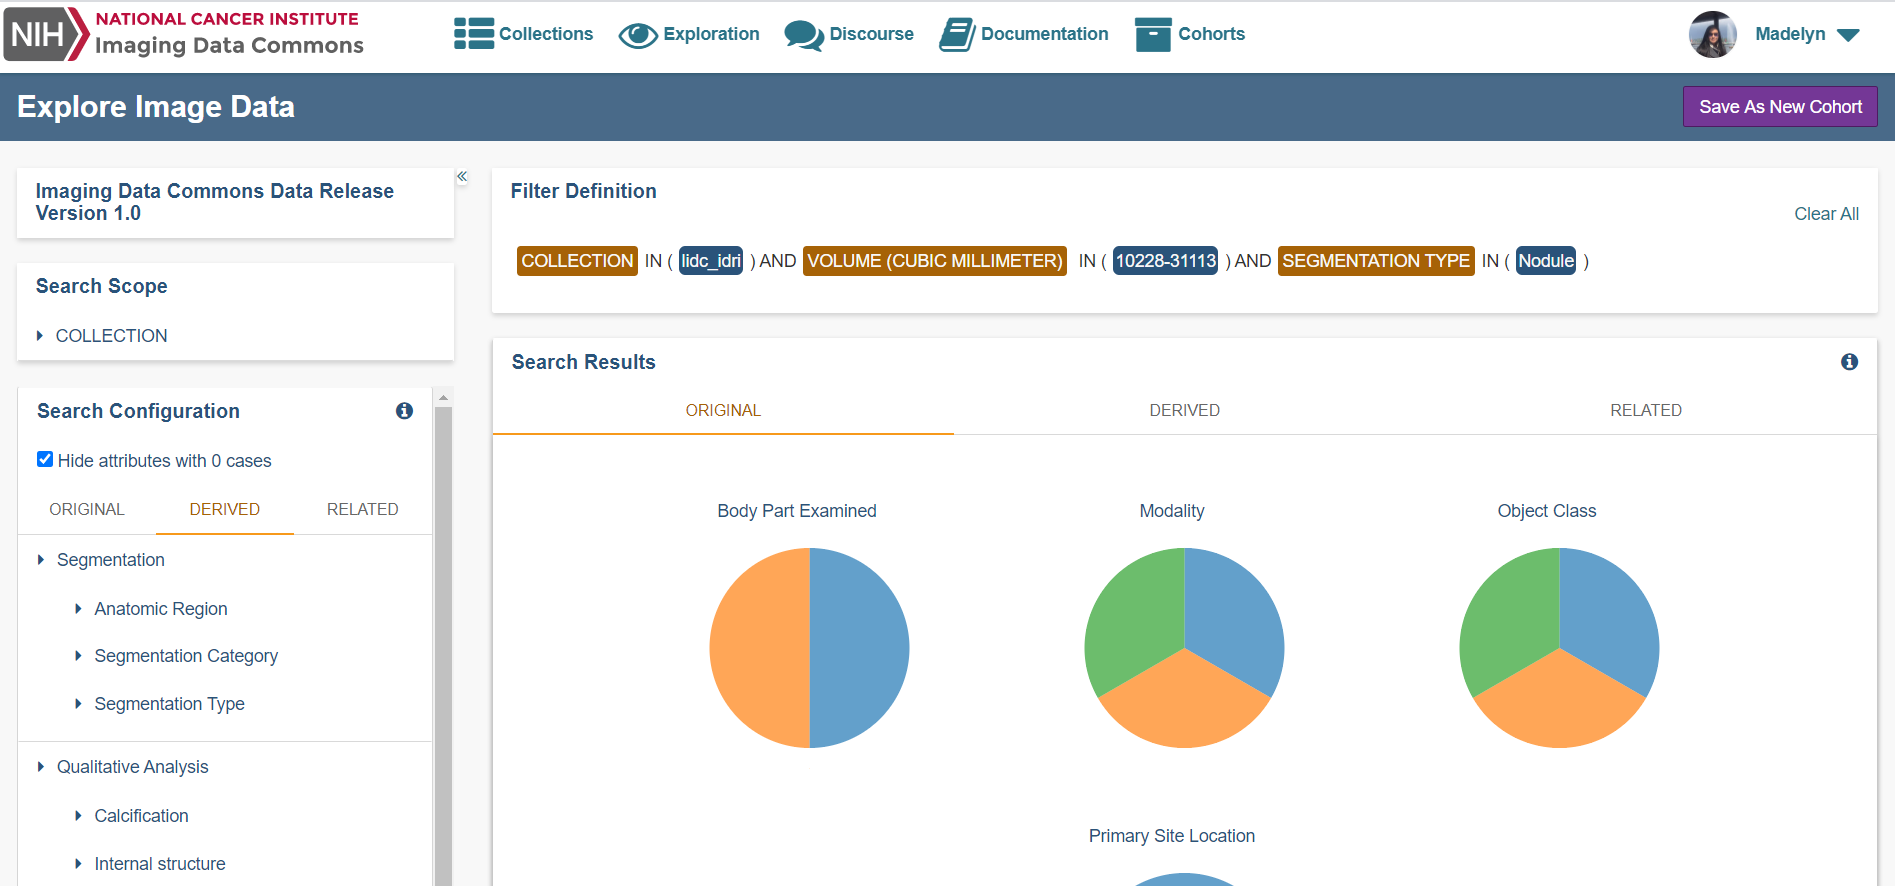 NIH NATIONAL CANCER INSTITUTE
Imaging Data Commons
Collections Exploration Discourse Documentation Cohorts Madelyn
Explore Image Data
Save As New Cohort
Imaging Data Commons Data Release
Version 1.0
«
Search Scope
COLLECTION
Search Configuration
Hide attributes with 0 cases
ORIGINAL DERIVED RELATED
Segmentation
Anatomic Region
Segmentation Category
Segmentation Type
Qualitative Analysis
Calcification
Internal structure
Filter Definition
Clear All
COLLECTION IN ( lidc_idri ) AND VOLUME (CUBIC MILLIMETER) IN ( 10228-31113 ) AND SEGMENTATION TYPE IN ( Nodule )
Search Results
ORIGINAL DERIVED RELATED
Body Part Examined Modality Object Class
Primary Site Location